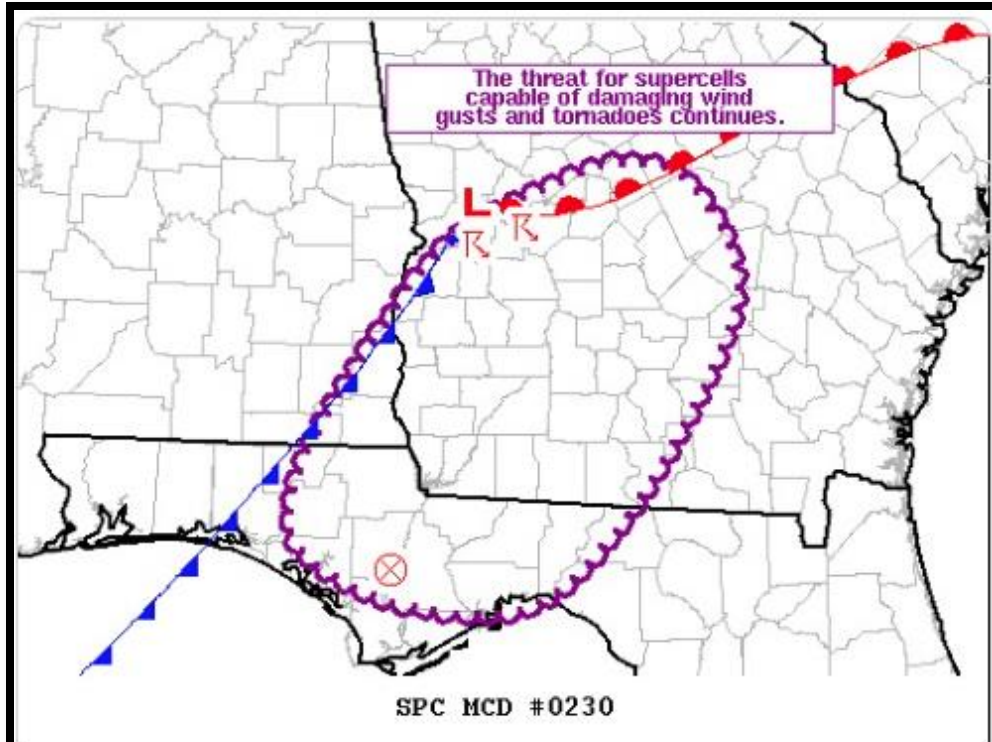 The threat for supercells
capable of damaging wind
gusts and tornadoes continues.
L
SPC MCD #0230